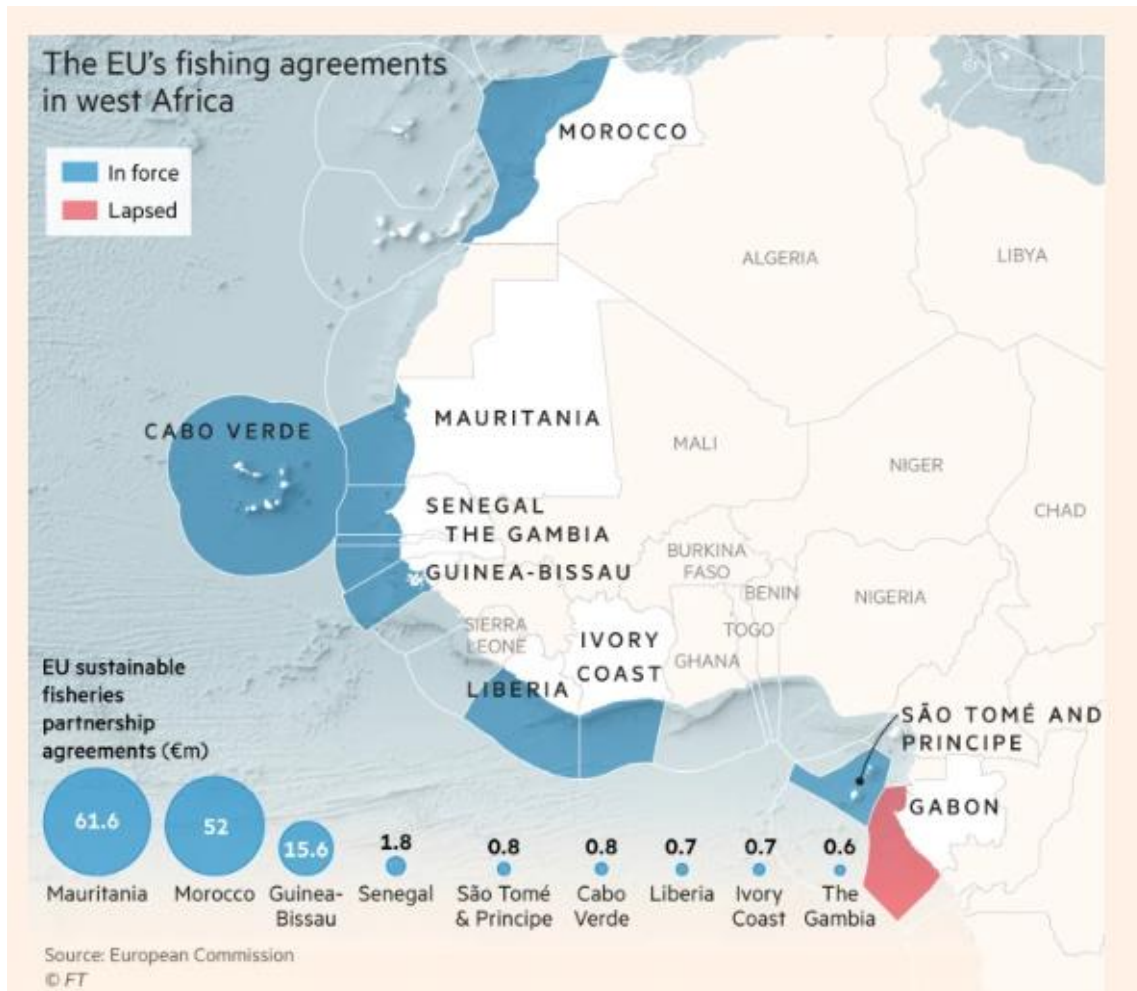 The EU's fishing agreements
in west Africa
In force
Lapsed
MOROCCO
ALGERIA
LIBYA
CABO VERDE
MAURITANIA
MALI
NIGER
CHAD
SENEGAL
THE GAMBIA
GUINEA-BISSAU
BURKINA
FASO
BENIN
NIGERIA
SIERRA
LEONE
IVORY
COAST
TOGO
GHANA
LIBERIA
SÃO TOMÉ AND
PRINCIPE
GABON
EU sustainable
fisheries
partnership
agreements (€m)
61.6
Mauritania
52
Morocco
15.6
Guinea-
Bissau
1.8
Senegal
0.8
São Tomé
& Principe
0.8
Cabo
Verde
0.7
Liberia
0.7
Ivory
Coast
0.6
The
Gambia
Source: European Commission
© FT